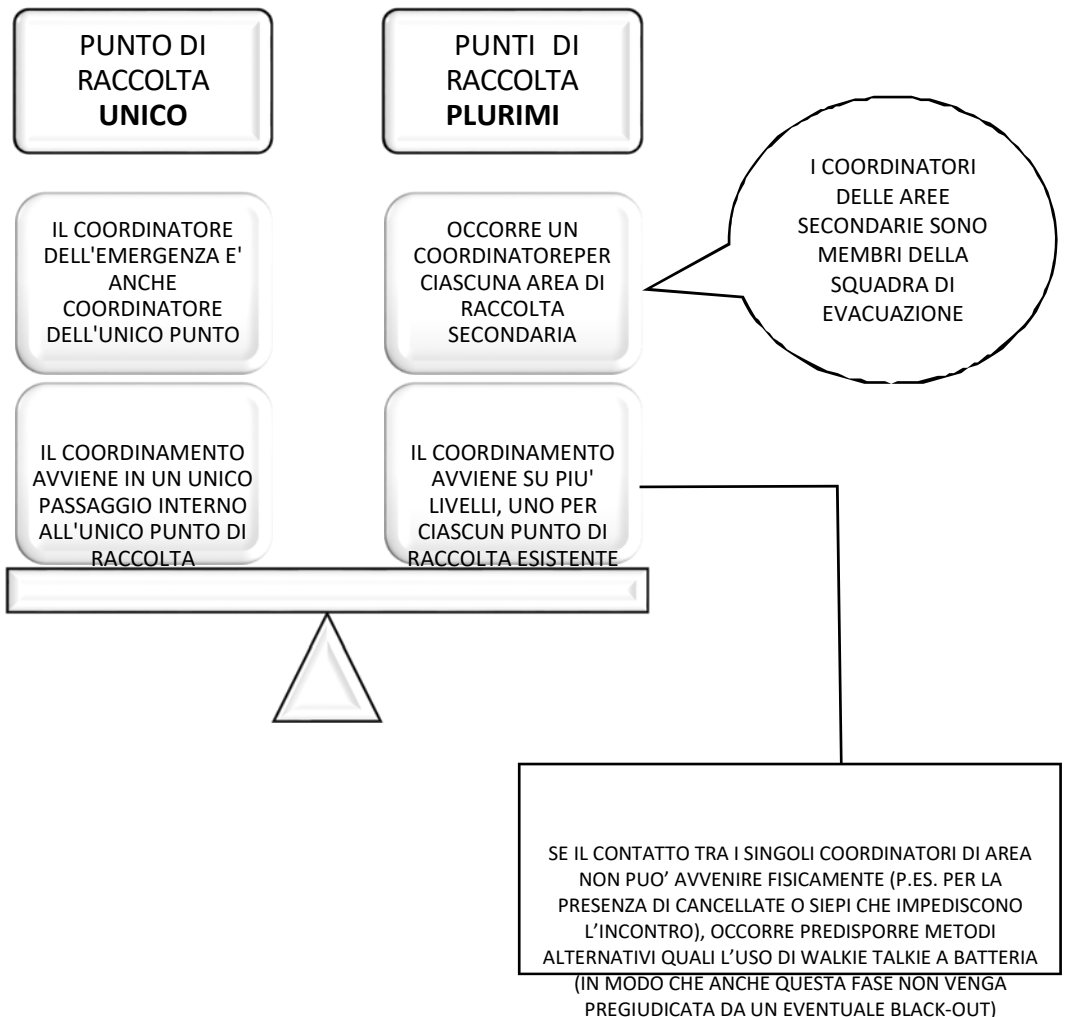 PUNTO DI
RACCOLTA
UNICO
PUNTI DI
RACCOLTA
PLURIMI
IL COORDINATORE
DELL'EMERGENZA E'
ANCHE
COORDINATORE
DELL'UNICO PUNTO
OCCORRE UN
COORDINATOREPER
CIASCUNA AREA DI
RACCOLTA
SECONDARIA
I COORDINATORI
DELLE AREE
SECONDARIE SONO
MEMBRI DELLA
SQUADRA DI
EVACUAZIONE
IL COORDINAMENTO
AVVIENE IN UN UNICO
PASSAGGIO INTERNO
ALL'UNICO PUNTO DI
RACCOLTA
IL COORDINAMENTO
AVVIENE SU PIU'
LIVELLI, UNO PER
CIASCUN PUNTO DI
RACCOLTA ESISTENTE
SE IL CONTATTO TRA I SINGOLI COORDINATORI DI AREA
NON PUO’ AVVENIRE FISICAMENTE (P.ES. PER LA
PRESENZA DI CANCELLATE O SIEPI CHE IMPEDISCONO
L’INCONTRO), OCCORRE PREDISPORRE METODI
ALTERNATIVI QUALI L’USO DI WALKIE TALKIE A BATTERIA
(IN MODO CHE ANCHE QUESTA FASE NON VENGA
PREGIUDICATA DA UN EVENTUALE BLACK-OUT)